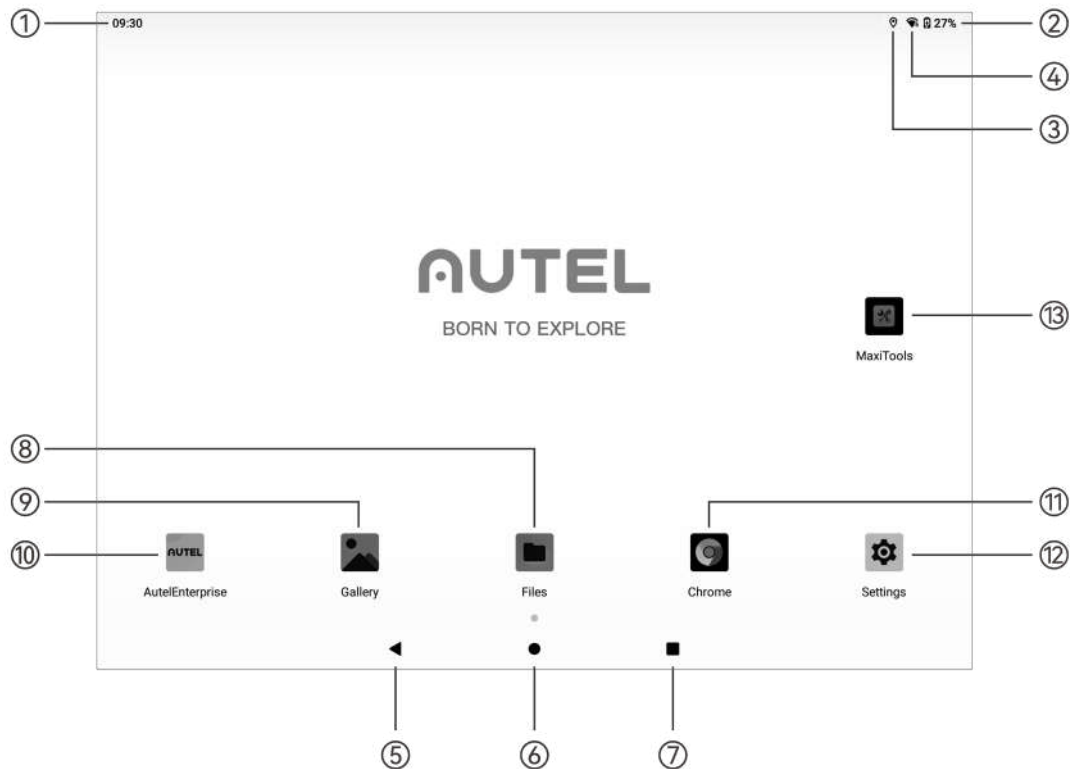 ① 09:30 27% ②
④
③
AUTEL
BORN TO EXPLORE
⑬
MaxiTools
⑧
⑨ ⑪
⑩ AUTEL ⑫
AutelEnterprise Gallery Files Chrome Settings
⑤ ⑥ ⑦